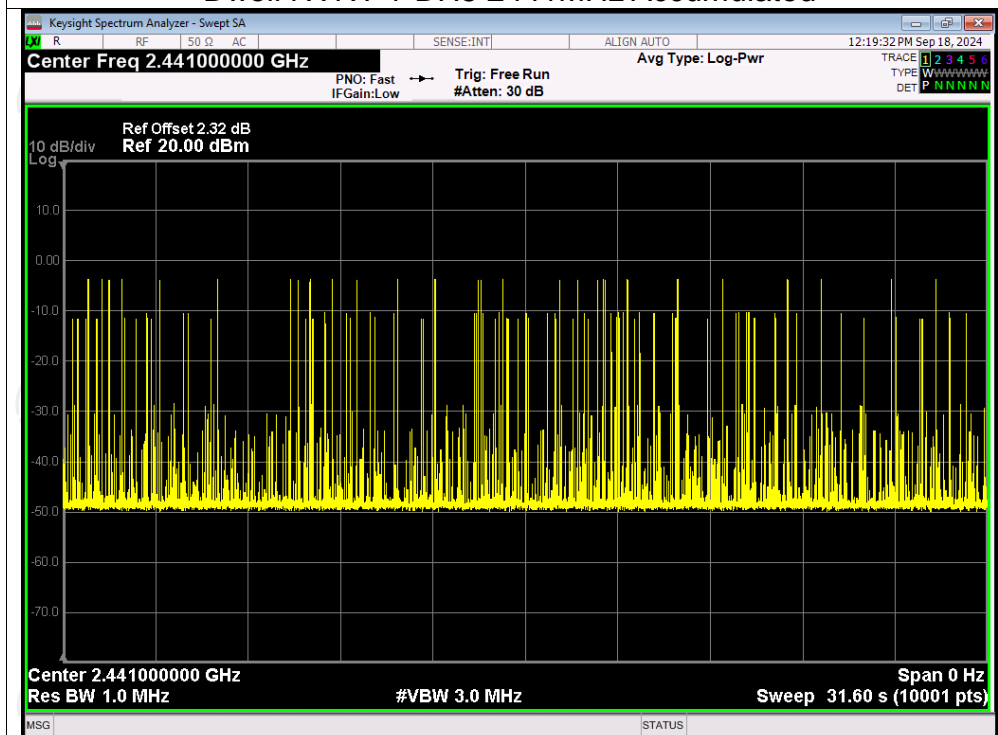 Keysight Spectrum Analyzer - Swept SA
LXI R RF 50 Ω AC SENSE:INT ALIGN AUTO 12:19:32 PM Sep 18, 2024
Center Freq 2.441000000 GHz Avg Type: Log-Pwr TRACE 1 2 3 4 5 6
PNO: Fast Trig: Free Run TYPE WWWWWW
IFGain:Low #Atten: 30 dB DET P N N N N N
Ref Offset 2.32 dB
10 dB/div Ref 20.00 dBm
Log
10.0
0.00
-10.0
-20.0
-30.0
-40.0
-50.0
-60.0
-70.0
Center 2.441000000 GHz Span 0 Hz
Res BW 1.0 MHz #VBW 3.0 MHz Sweep 31.60 s (10001 pts)
MSG STATUS